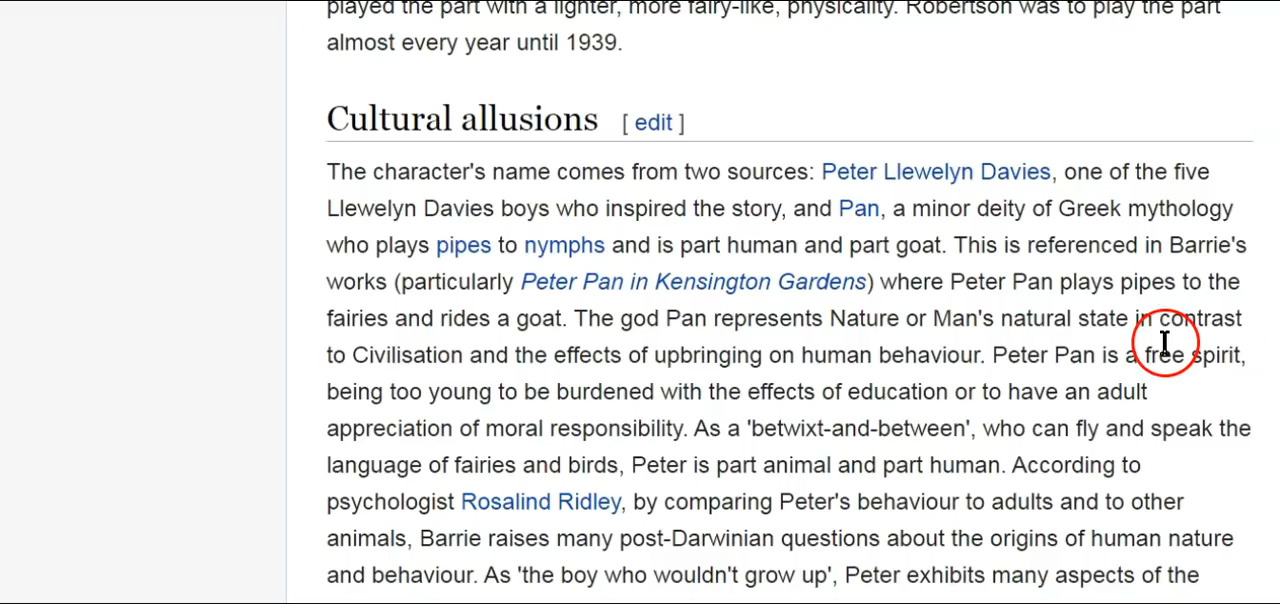 played the part with a lighter, more fairy-like, physicality. Robertson was to play the part
almost every year until 1939.
Cultural allusions [ edit ]
The character's name comes from two sources: Peter Llewelyn Davies, one of the five
Llewelyn Davies boys who inspired the story, and Pan, a minor deity of Greek mythology
who plays pipes to nymphs and is part human and part goat. This is referenced in Barrie's
works (particularly Peter Pan in Kensington Gardens) where Peter Pan plays pipes to the
fairies and rides a goat. The god Pan represents Nature or Man's natural state in contrast
to Civilisation and the effects of upbringing on human behaviour. Peter Pan is a free spirit,
being too young to be burdened with the effects of education or to have an adult
appreciation of moral responsibility. As a 'betwixt-and-between', who can fly and speak the
language of fairies and birds, Peter is part animal and part human. According to
psychologist Rosalind Ridley, by comparing Peter's behaviour to adults and to other
animals, Barrie raises many post-Darwinian questions about the origins of human nature
and behaviour. As 'the boy who wouldn't grow up', Peter exhibits many aspects of the